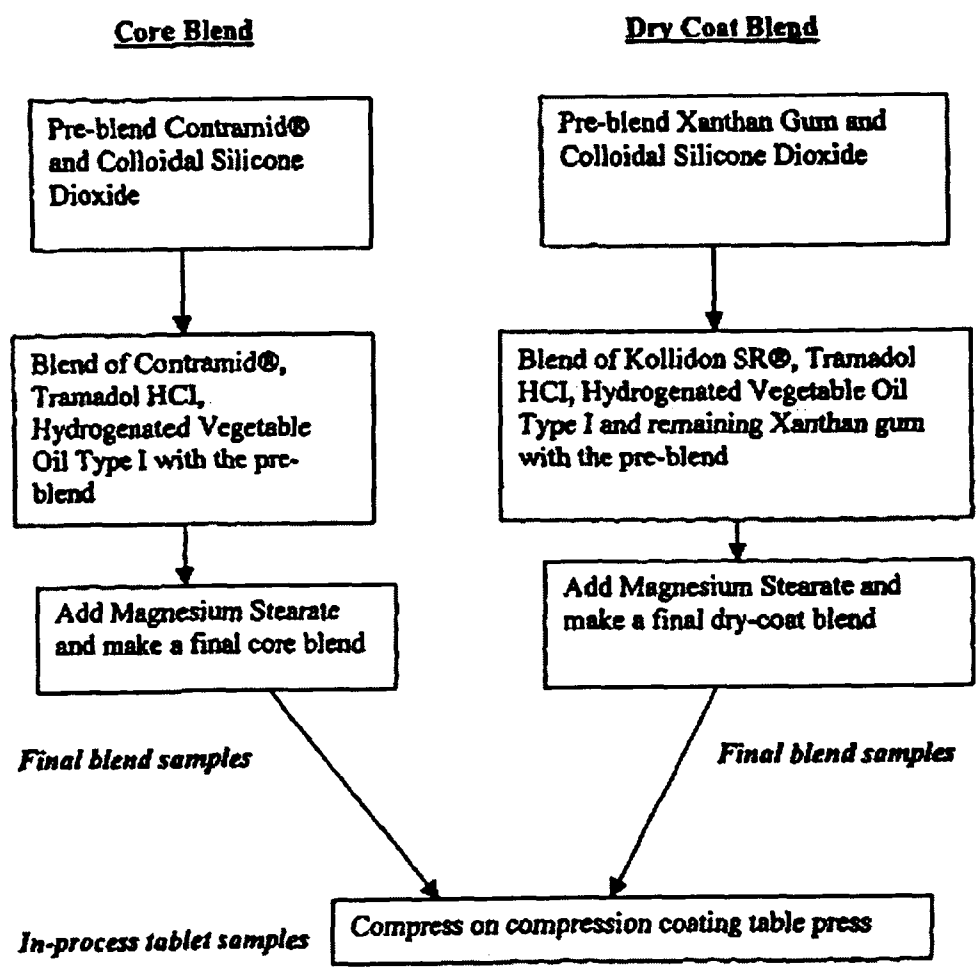 Core Blend
Dry Coat Blend
Pre-blend Contramid®
and Colloidal Silicone
Dioxide
Pre-blend Xanthan Gum and
Colloidal Silicone Dioxide
Blend of Contramid®,
Tramadol HCI,
Hydrogenated Vegetable
Oil Type I with the pre-
blend
Blend of Kollidon SR®, Tramadol
HCI, Hydrogenated Vegetable Oil
Type I and remaining Xanthan gum
with the pre-blend
Add Magnesium Stearate
and make a final core blend
Add Magnesium Stearate and
make a final dry-coat blend
Final blend samples
Final blend samples
Compress on compression coating table press
In-process tablet samples